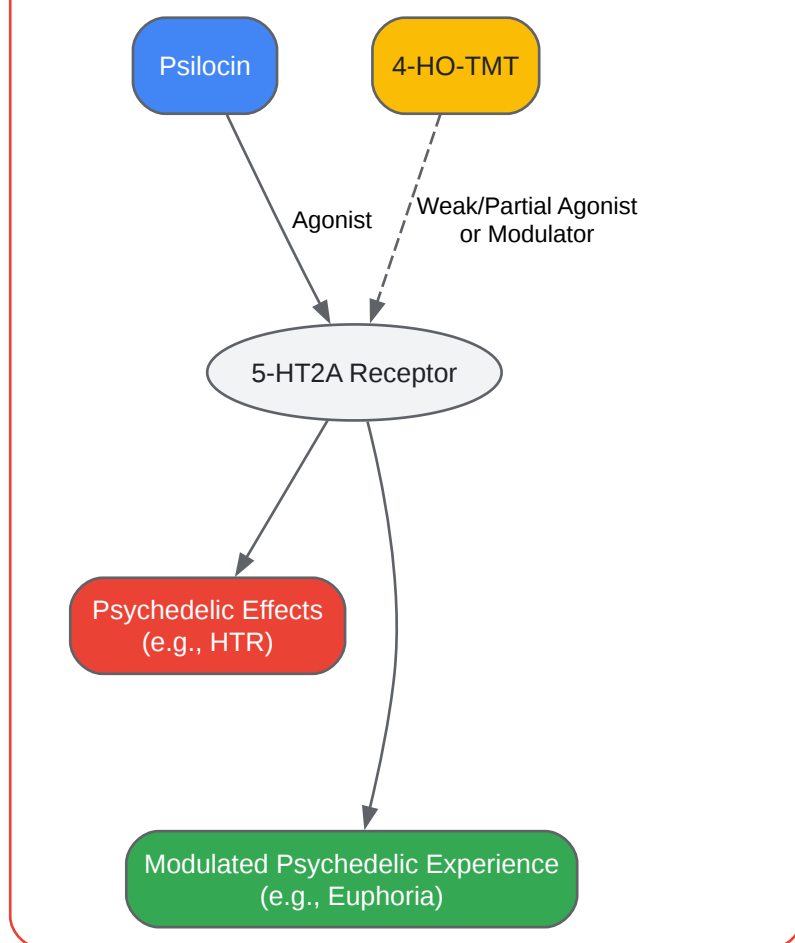 Psilocin
4-HO-TMT
Agonist
Weak/Partial Agonist
or Modulator
5-HT2A Receptor
Psychedelic Effects
(e.g., HTR)
Modulated Psychedelic Experience
(e.g., Euphoria)